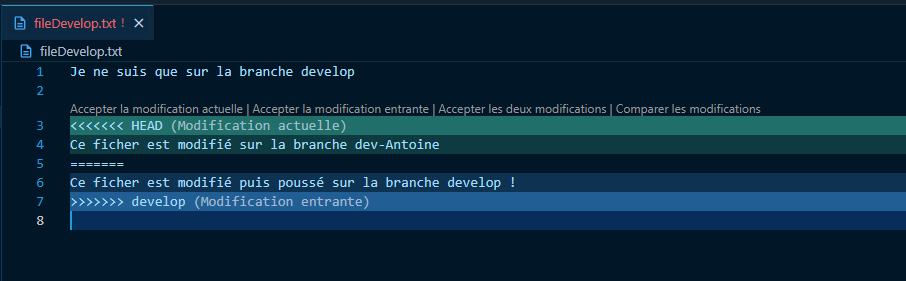 fileDevelop.txt !
fileDevelop.txt
1 Je ne suis que sur la branche develop
2
Accepter la modification actuelle | Accepter la modification entrante | Accepter les deux modifications | Comparer les modifications
3 <<<<<<< HEAD (Modification actuelle)
4 Ce ficher est modifié sur la branche dev-Antoine
5 =======
6 Ce ficher est modifié puis poussé sur la branche develop !
7 >>>>>>> develop (Modification entrante)
8